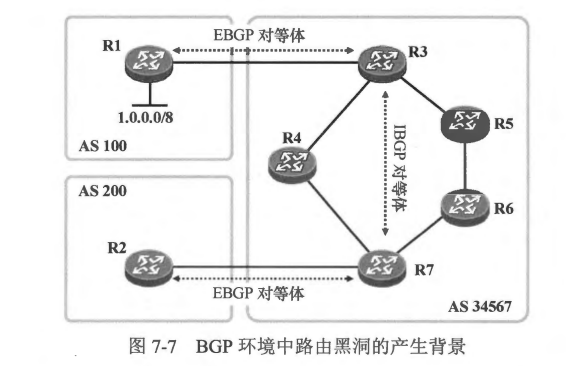 EBGP 对等体
R1
R3
1.0.0.0/8
AS 100
R4
IBGP 对等体
R5
AS 200
R6
R2
R7
EBGP 对等体
AS 34567
图 7-7 BGP 环境中路由黑洞的产生背景